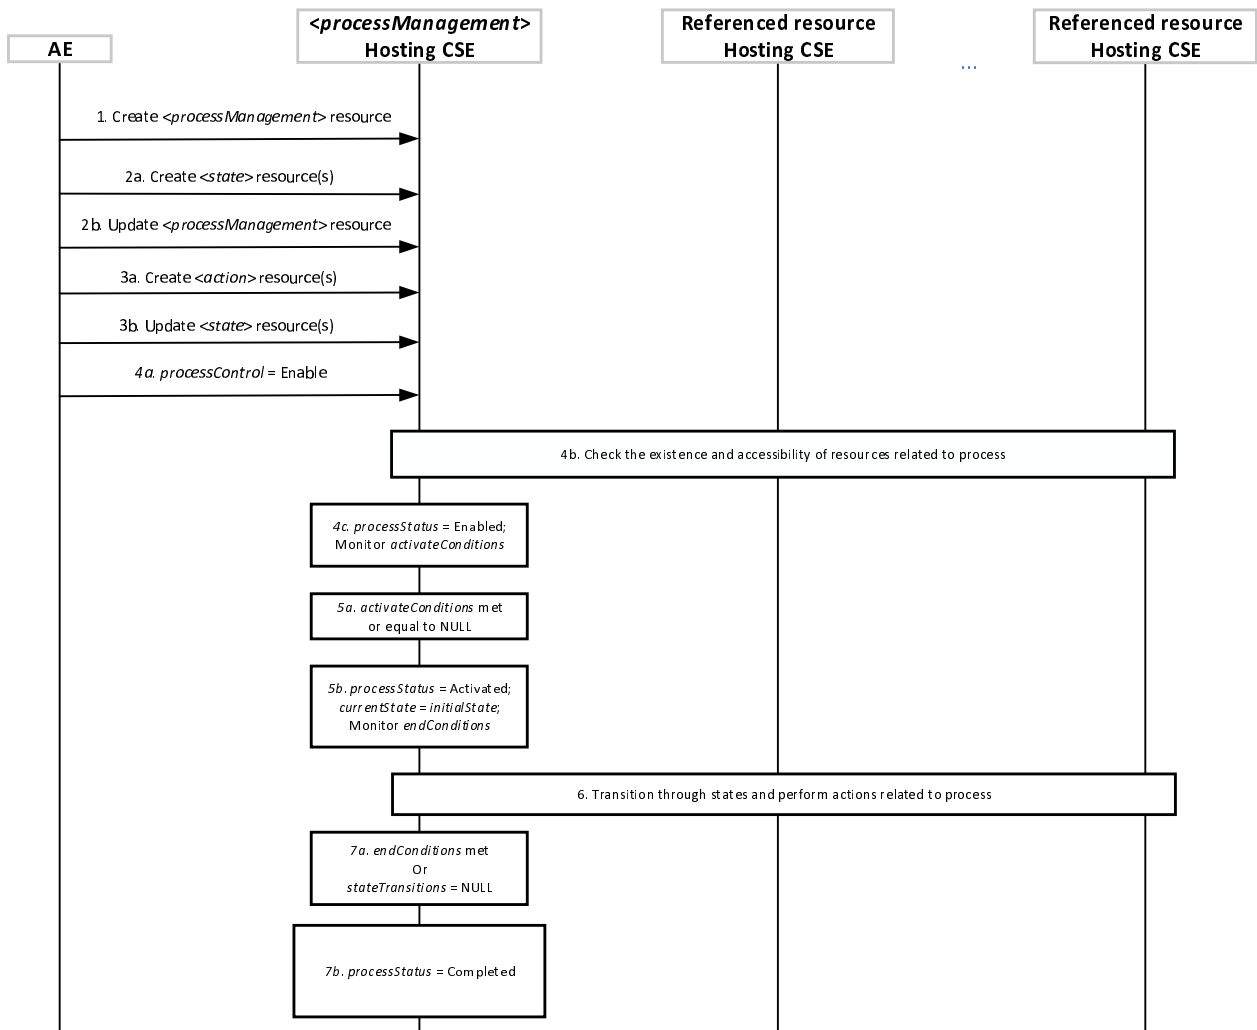 AE
<processManagement>
Hosting CSE
Referenced resource
Hosting CSE
...
Referenced resource
Hosting CSE
1. Create <processManagement> resource
2a. Create <state> resource(s)
2b. Update <processManagement> resource
3a. Create <action> resource(s)
3b. Update <state> resource(s)
4a. processControl = Enable
4b. Check the existence and accessibility of resources related to process
4c. processStatus = Enabled;
Monitor activateConditions
5a. activateConditions met
or equal to NULL
5b. processStatus = Activated;
currentState = initialState;
Monitor endConditions
6. Transition through states and perform actions related to process
7a. endConditions met
Or
stateTransitions = NULL
7b. processStatus = Completed